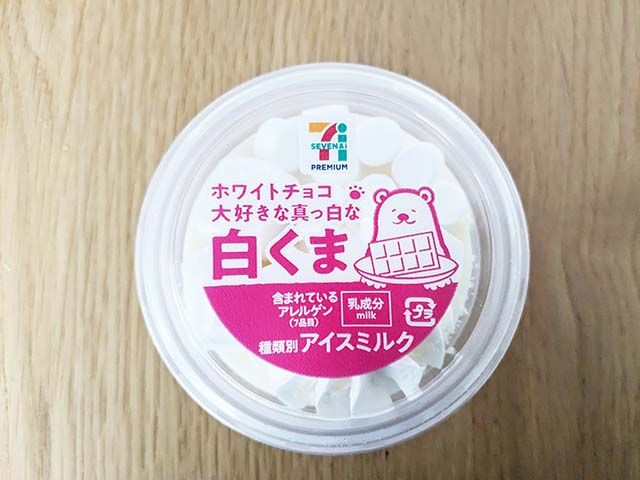 SEVEN&i
PREMIUM
ホワイトチョコ
大好きな真っ白な
白くま
含まれている
アレルゲン
(7品目)
乳成分
milk
プラ
種類別 アイスミルク